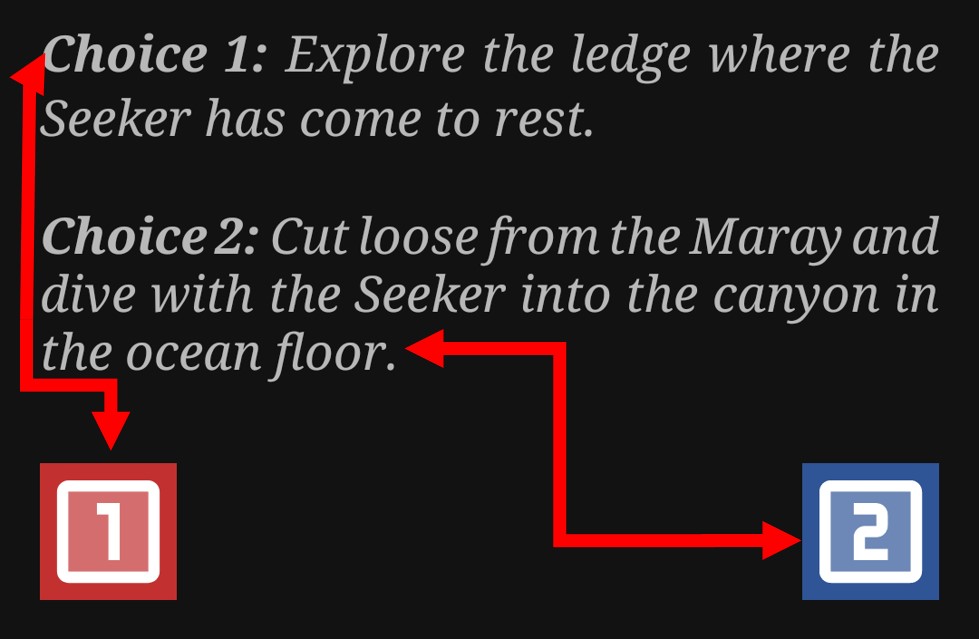 Choice 1: Explore the ledge where the
Seeker has come to rest.
Choice 2: Cut loose from the Maray and
dive with the Seeker into the canyon in
the ocean floor.
1
2